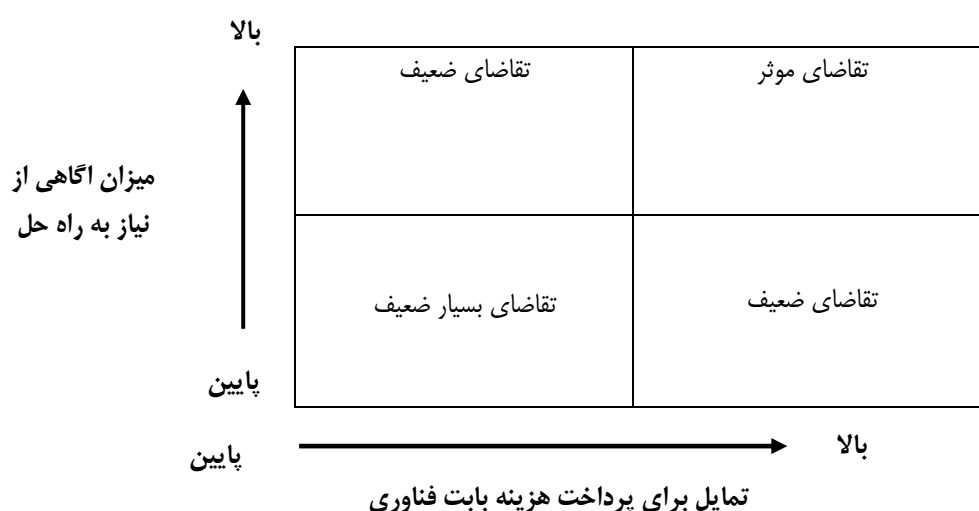 بالا
تقاضای موثر
تقاضای ضعیف
میزان اگاهی از
نیاز به راه حل
تقاضای ضعیف
تقاضای بسیار ضعیف
پایین
بالا
پایین
تمایل برای پرداخت هزینه بابت فناوری